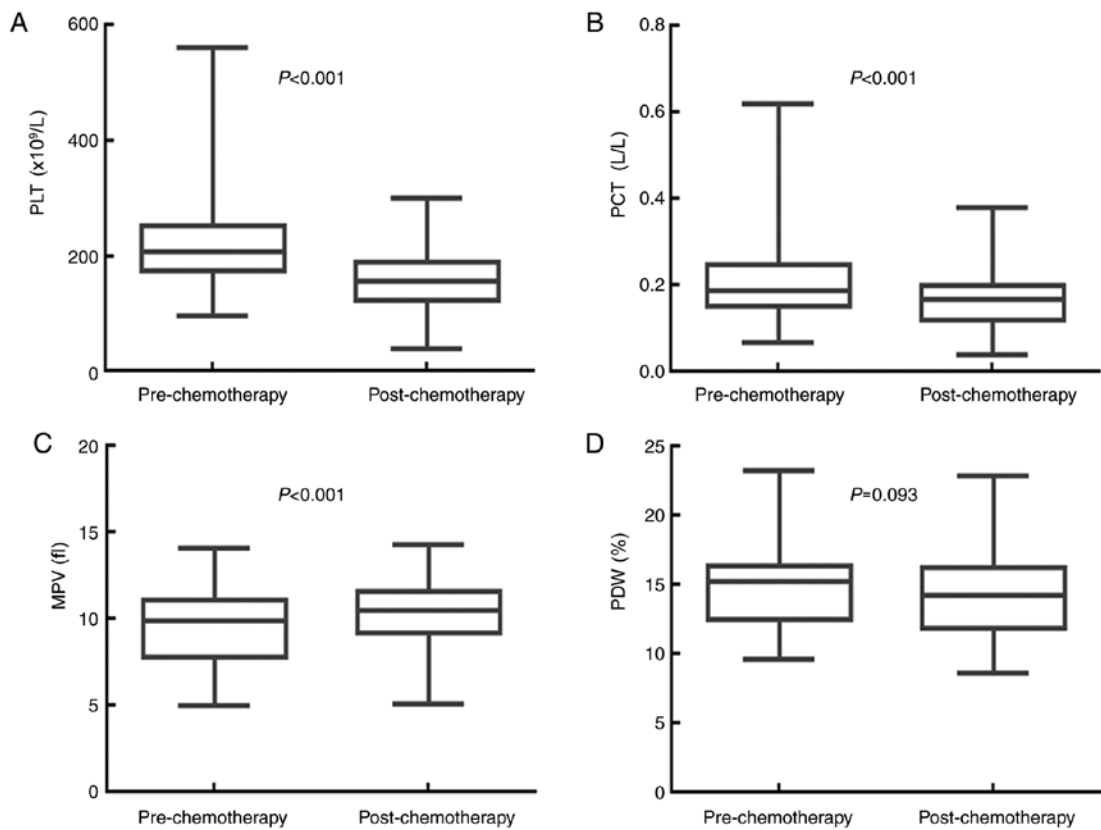 A
600
400
200
0
PLT (x10⁹/L)
P<0.001
Pre-chemotherapy
Post-chemotherapy
B
0.8
0.6
0.4
0.2
0.0
PCT (L/L)
P<0.001
Pre-chemotherapy
Post-chemotherapy
C
20
15
10
5
0
MPV (fl)
P<0.001
Pre-chemotherapy
Post-chemotherapy
D
25
20
15
10
5
0
PDW (%)
P=0.093
Pre-chemotherapy
Post-chemotherapy